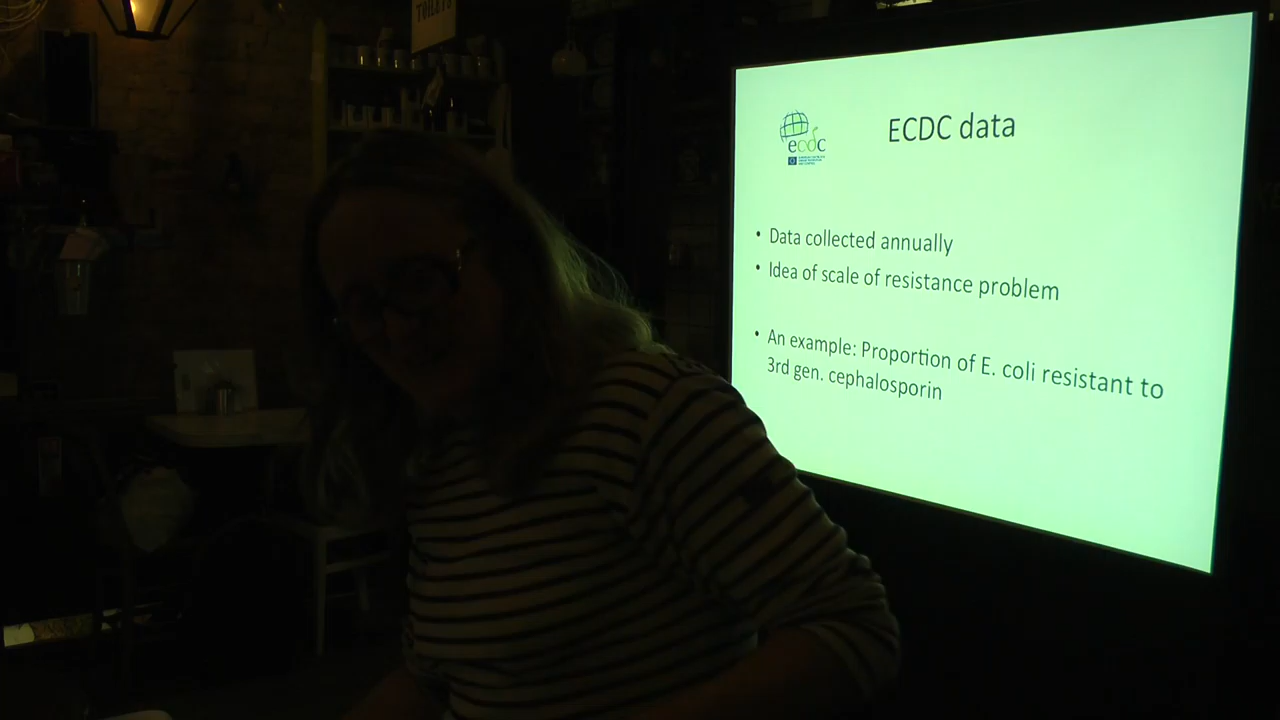 TOILETS
ECDC data
ecdc
• Data collected annually
• Idea of scale of resistance problem
• An example: Proportion of E. coli resistant to
3rd gen. cephalosporin